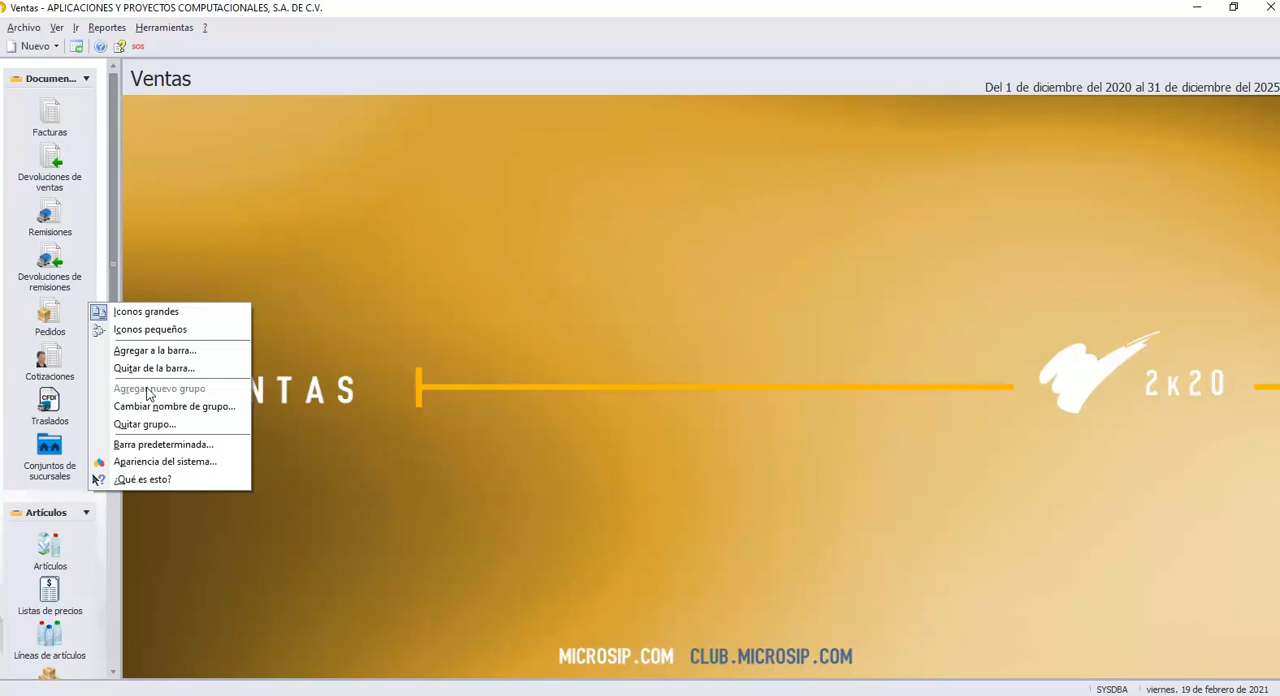 Ventas - APLICACIONES Y PROYECTOS COMPUTACIONALES, S.A. DE C.V.
Archivo Ver Ir Reportes Herramientas ?
Nuevo SOS
Documen...
Ventas
Del 1 de diciembre del 2020 al 31 de diciembre del 2025
Facturas
Devoluciones de
ventas
Remisiones
Devoluciones de
remisiones
Pedidos
Cotizaciones
CFDI
Traslados
Conjuntos de
sucursales
Iconos grandes
Iconos pequeños
Agregar a la barra...
Quitar de la barra...
Agregar nuevo grupo
Cambiar nombre de grupo...
Quitar grupo...
Barra predeterminada...
Apariencia del sistema...
¿Qué es esto?
NTAS
2K20
Artículos
Artículos
Listas de precios
Líneas de artículos
MICROSIP.COM CLUB.MICROSIP.COM
SYSDBA viernes. 19 de febrero de 2021